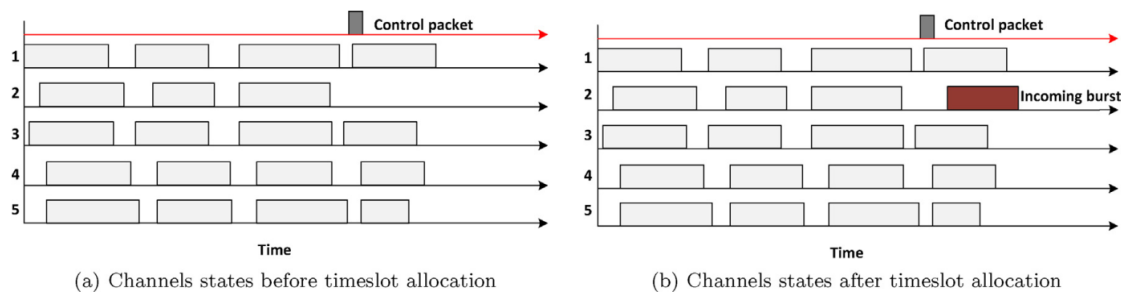 Control packet
1
2
3
4
5
Time
(a) Channels states before timeslot allocation
Control packet
1
2
Incoming burst
3
4
5
Time
(b) Channels states after timeslot allocation